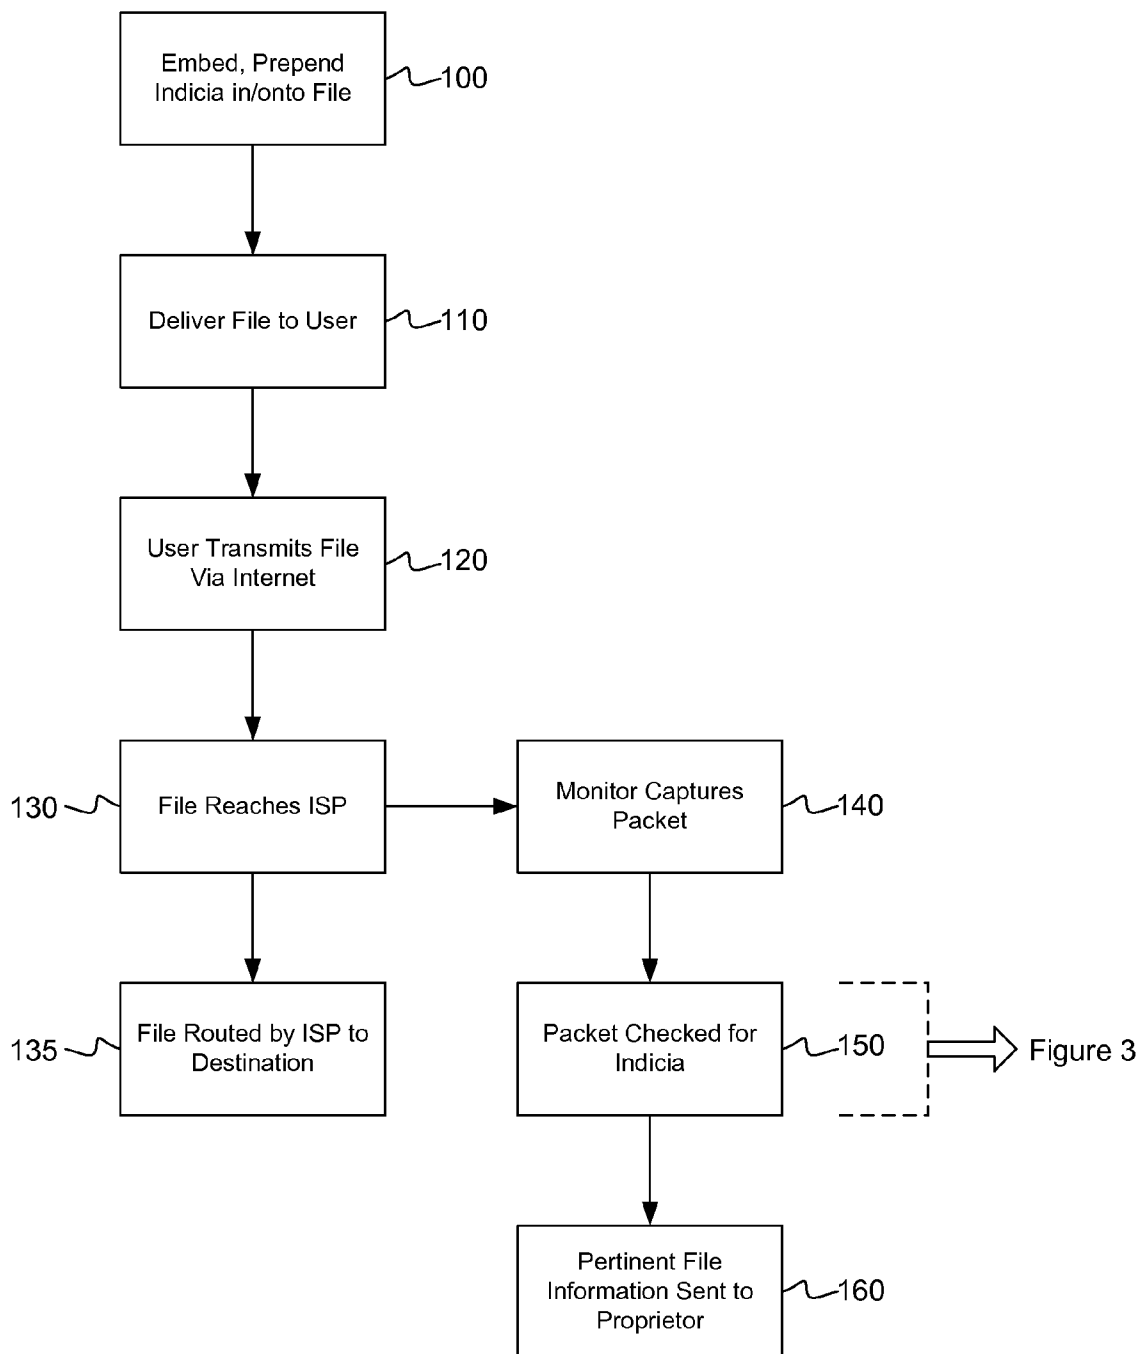 Embed, Prepend
Indicia in/onto File
100
Deliver File to User
110
User Transmits File
Via Internet
120
130
File Reaches ISP
Monitor Captures
Packet
140
135
File Routed by ISP to
Destination
Packet Checked for
Indicia
150
Figure 3
Pertinent File
Information Sent to
Proprietor
160